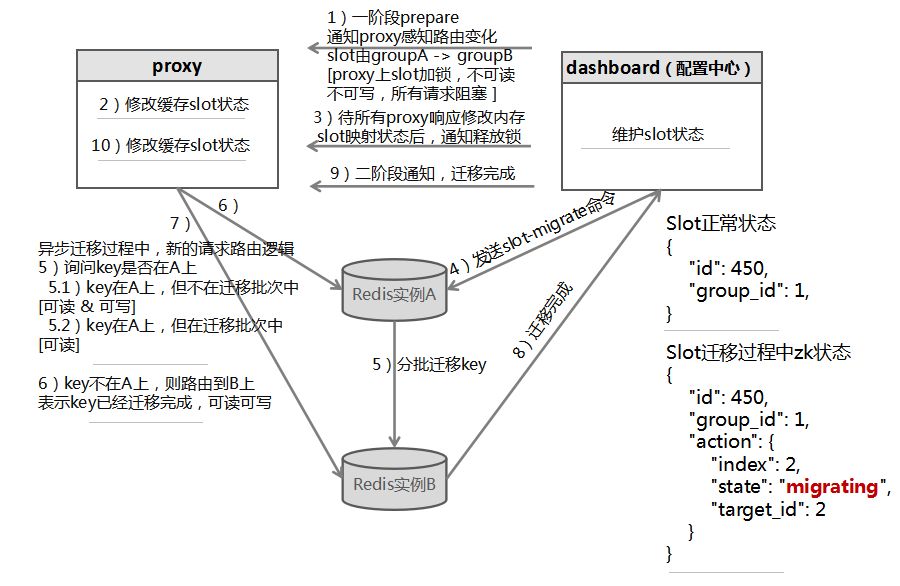 1）一阶段prepare
通知proxy感知路由变化
slot由groupA -> groupB
[proxy上slot加锁，不可读
不可写，所有请求阻塞 ]
3）待所有proxy响应修改内存
slot映射状态后，通知释放锁
9）二阶段通知，迁移完成
proxy
2）修改缓存slot状态
10）修改缓存slot状态
dashboard（配置中心）
维护slot状态
6）
7）
异步迁移过程中，新的请求路由逻辑
5）询问key是否在A上
5.1）key在A上，但不在迁移批次中
[可读 & 可写]
5.2）key在A上，但在迁移批次中
[可读]
6）key不在A上，则路由到B上
表示key已经迁移完成，可读可写
4）发送slot-migrate命令
Redis实例A
5）分批迁移key
8）迁移完成
Redis实例B
Slot正常状态
{
"id": 450,
"group_id": 1,
}
Slot迁移过程中zk状态
{
"id": 450,
"group_id": 1,
"action": {
"index": 2,
"state": "migrating",
"target_id": 2
}
}